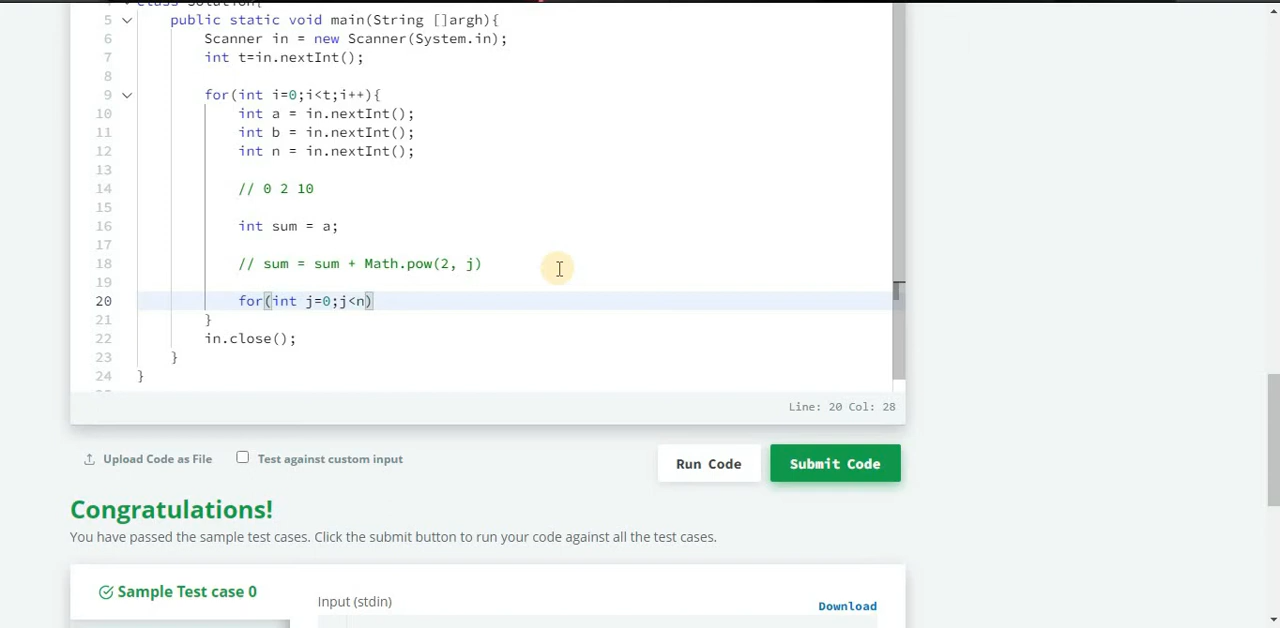 5 public static void main(String []argh){
6 Scanner in = new Scanner(System.in);
7 int t=in.nextInt();
8
9 for(int i=0;i<t;i++){
10 int a = in.nextInt();
11 int b = in.nextInt();
12 int n = in.nextInt();
13
14 // 0 2 10
15
16 int sum = a;
17
18 // sum = sum + Math.pow(2, j)
19
20 for(int j=0;j<n)
21 }
22 in.close();
23 }
24 }
Line: 20 Col: 28
Upload Code as File Test against custom input Run Code Submit Code
Congratulations!
You have passed the sample test cases. Click the submit button to run your code against all the test cases.
Sample Test case 0
Input (stdin) Download